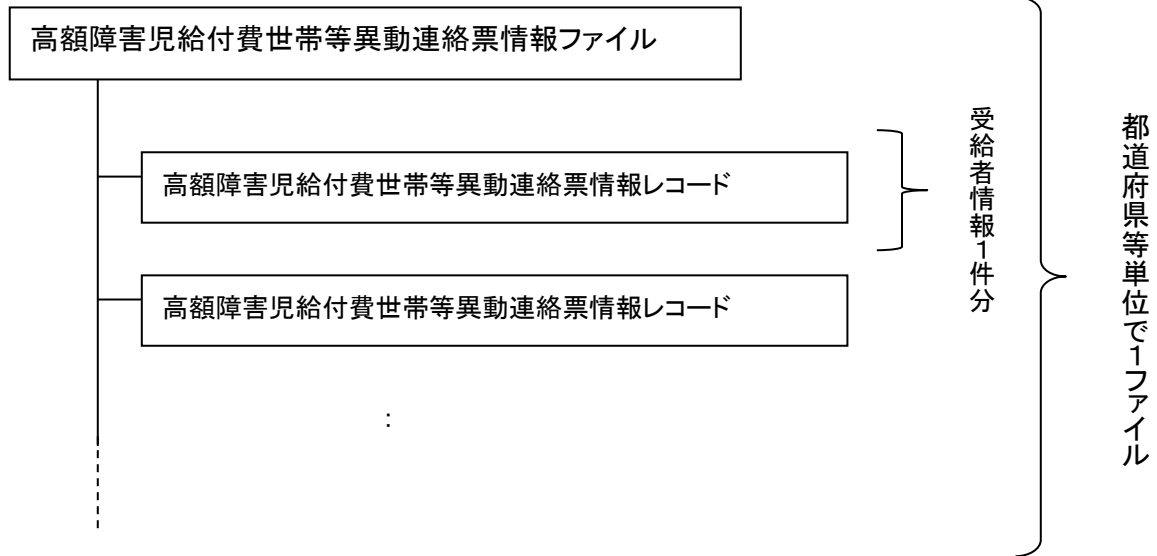 高額障害児給付費世帯等異動連絡票情報ファイル
高額障害児給付費世帯等異動連絡票情報レコード
高額障害児給付費世帯等異動連絡票情報レコード
:
受給者情報1件分
都道府県等単位で1ファイル